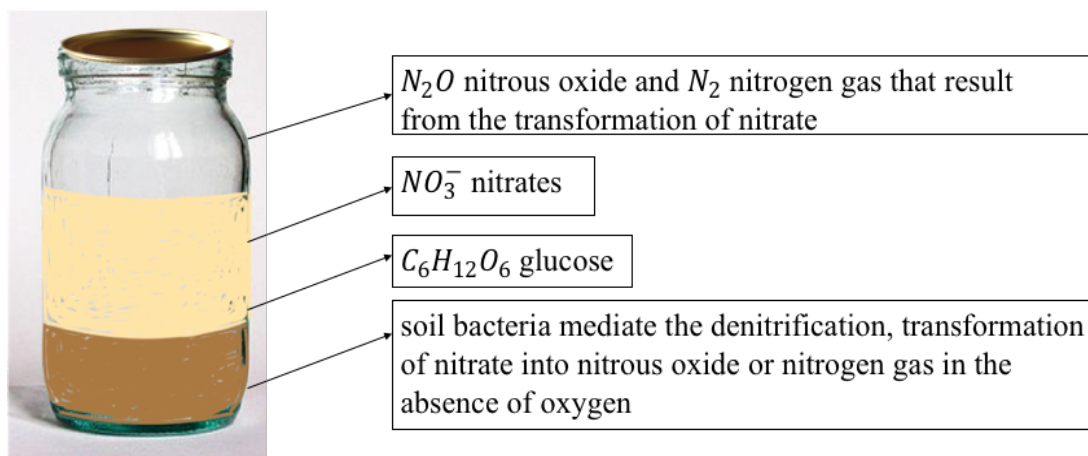 N₂O nitrous oxide and N₂ nitrogen gas that result
from the transformation of nitrate
NO₃⁻ nitrates
C₆H₁₂O₆ glucose
soil bacteria mediate the denitrification, transformation
of nitrate into nitrous oxide or nitrogen gas in the
absence of oxygen